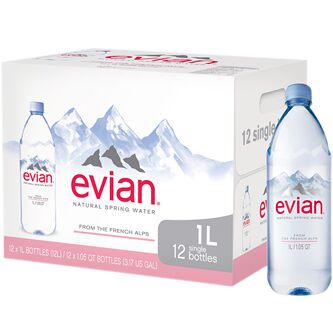 evian
NATURAL SPRING WATER
FROM THE FRENCH ALPS
12 x 1L BOTTLES (12L) / 12 x 1.05 QT BOTTLES (3.17 US GAL)
1L
12 single bottles
12 single
evian
evian
FROM
THE FRENCH ALPS
1L/1.05 QT